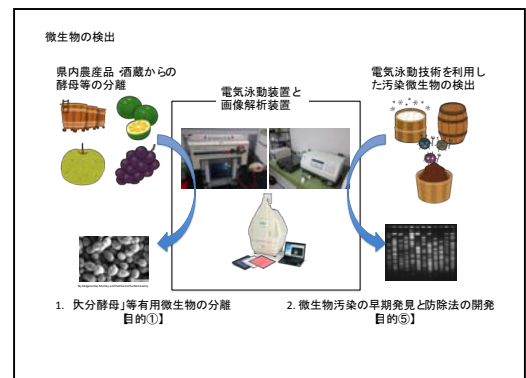 微生物の検出
県内農産品・酒蔵からの
酵母等の分離
電気泳動装置と
画像解析装置
電気泳動技術を利用し
た汚染微生物の検出
1. 「大分酵母」等有用微生物の分離
【目的①】
2. 微生物汚染の早期発見と防除法の開発
【目的⑤】